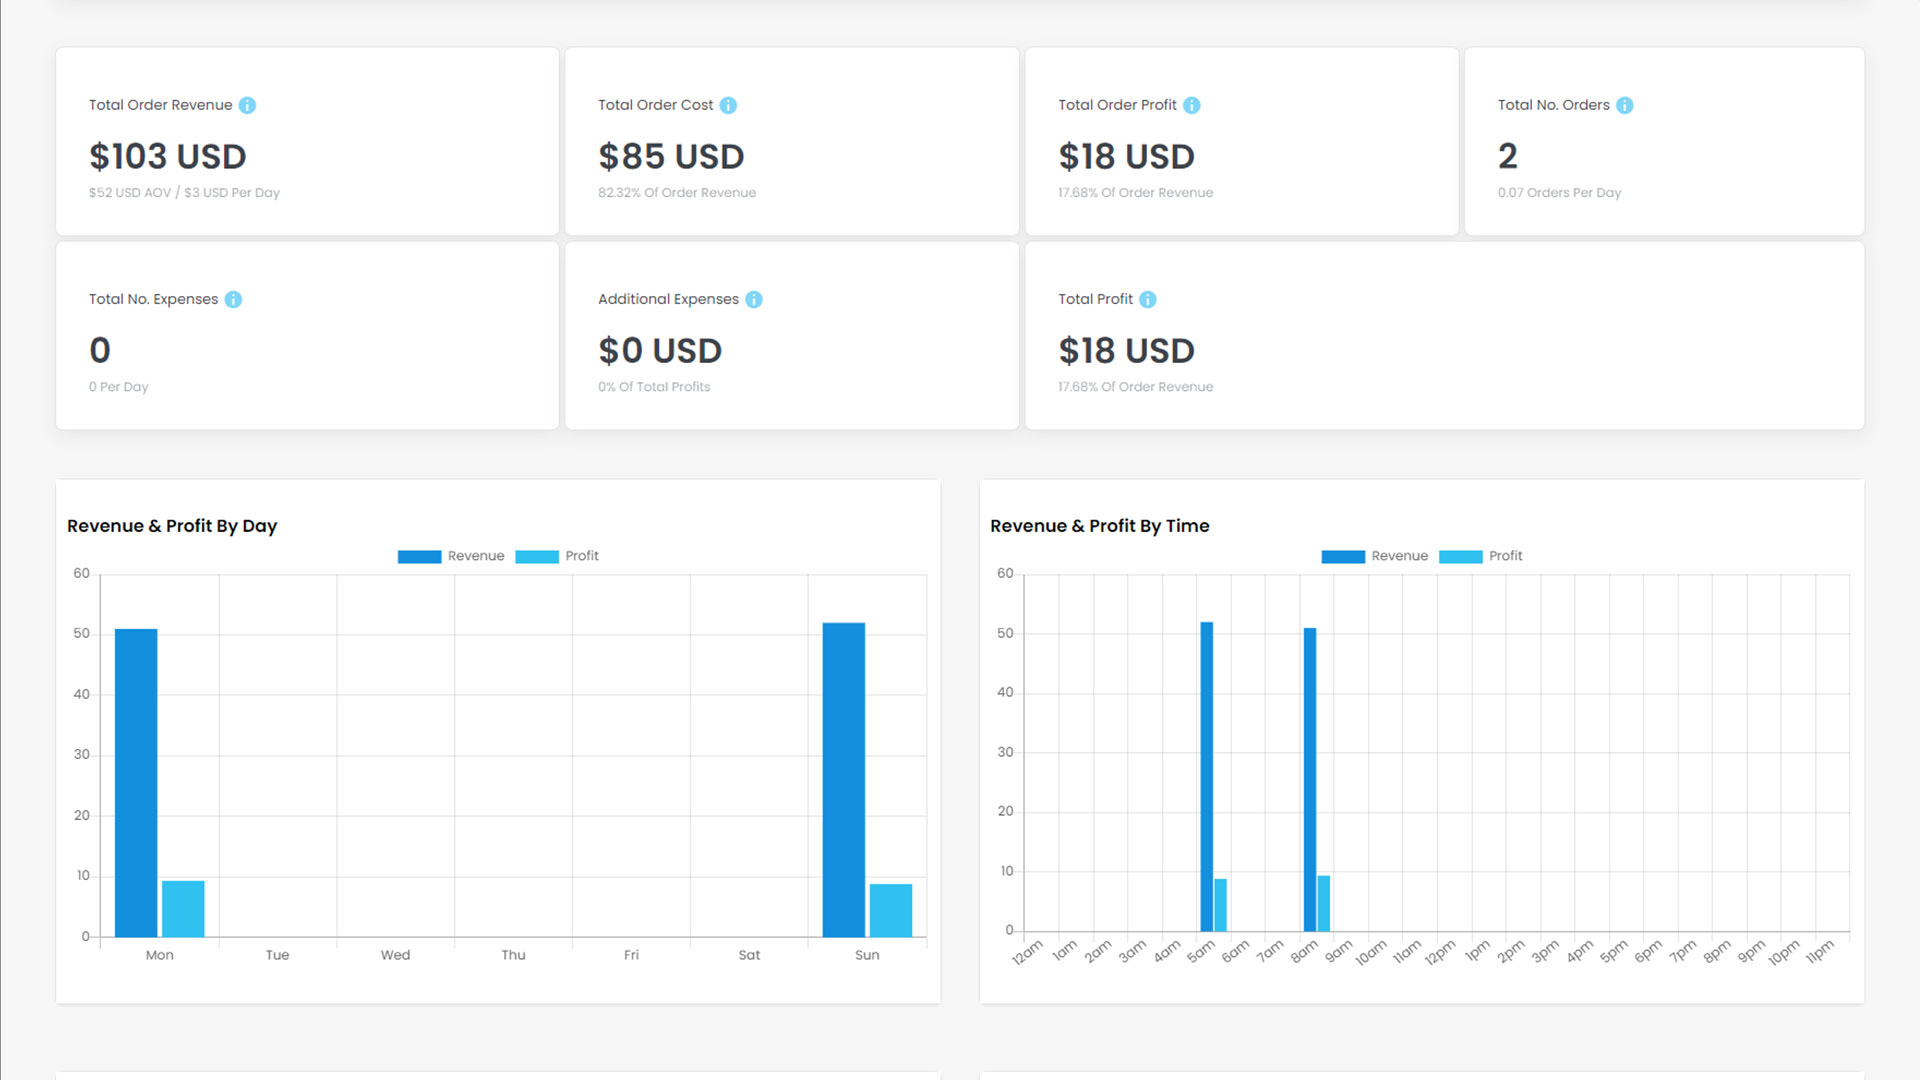 Total Order Revenue
$103 USD
$52 USD AOV / $3 USD Per Day
Total Order Cost
$85 USD
82.32% Of Order Revenue
Total Order Profit
$18 USD
17.68% Of Order Revenue
Total No. Orders
2
0.07 Orders Per Day
Total No. Expenses
0
0 Per Day
Additional Expenses
$0 USD
0% Of Total Profits
Total Profit
$18 USD
17.68% Of Order Revenue
Revenue & Profit By Day
Revenue Profit
60
50
40
30
20
10
0
Mon Tue Wed Thu Fri Sat Sun
Revenue & Profit By Time
Revenue Profit
60
50
40
30
20
10
0
12am 1am 2am 3am 4am 5am 6am 7am 8am 9am 10am 11am 12pm 1pm 2pm 3pm 4pm 5pm 6pm 7pm 8pm 9pm 10pm 11pm